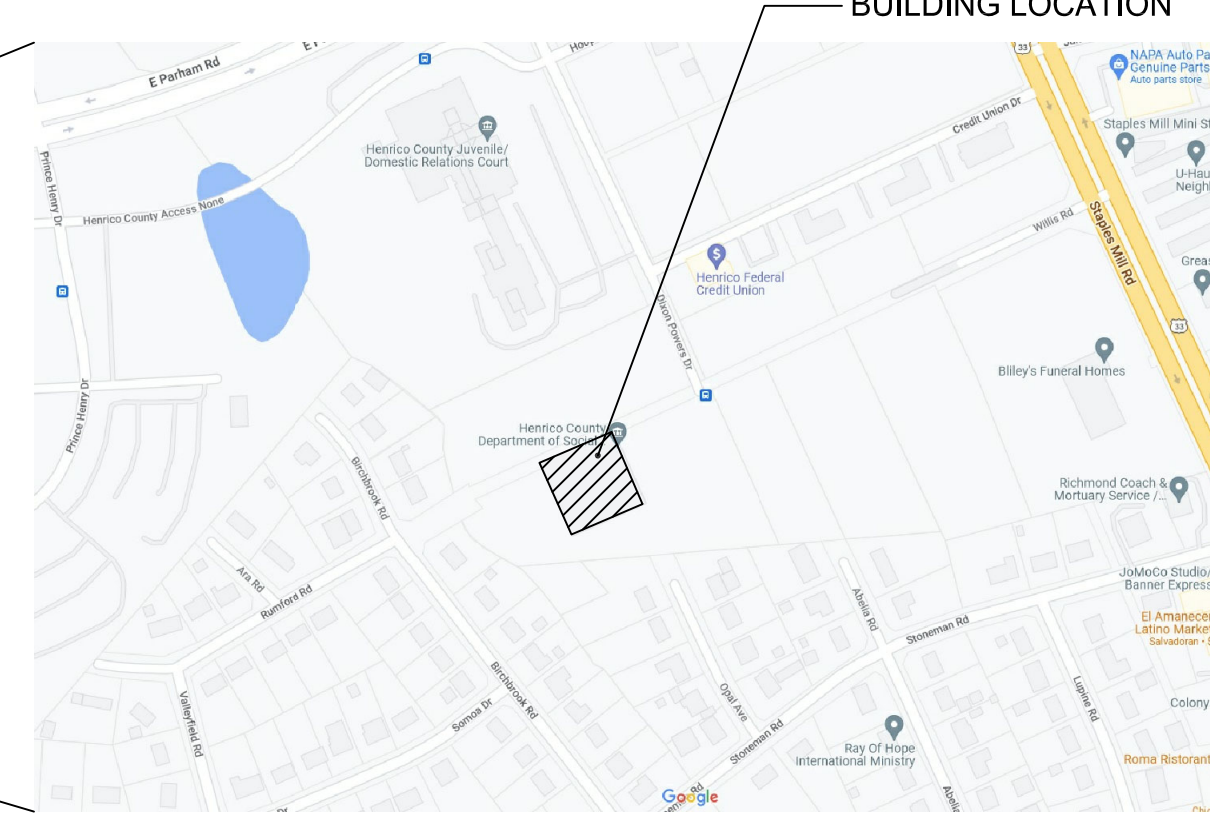 BUILDING LOCATION
E Parham Rd
33
NAPA Auto Pa
Genuine Parts
Auto parts store
Credit Union Dr
Staples Mill Mini St
Henrico County Juvenile/
Domestic Relations Court
Prince Henry Dr
U-Hau
Neigh
Henrico County Access None
Willis Rd
Staples Mill Rd
Henrico Federal
Credit Union
Greas
Dixon Powers Dr
33
Bliley's Funeral Homes
Prince Henry Dr
Henrico County
Department of Social
Birchbrook Rd
Richmond Coach &
Mortuary Service /...
Ara Rd
Rumford Rd
Abelia Rd
JoMoCo Studio/
Banner Express
Stoneman Rd
El Amanecer
Latino Market
Salvadoran • S
Birchbrook Rd
Valleyfield Rd
Somoa Dr
Opal Ave
Lupine Rd
Colony
Stoneman Rd
Ray Of Hope
International Ministry
Roma Ristorant
Google